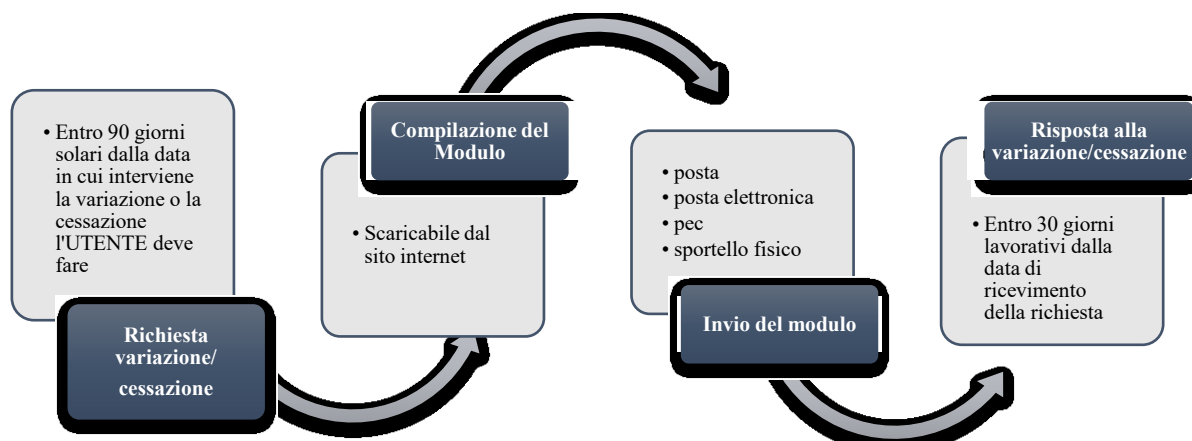 • Entro 90 giorni
solari dalla data
in cui interviene
la variazione o la
cessazione
l'UTENTE deve
fare
Richiesta
variazione/
cessazione
Compilazione del
Modulo
• Scaricabile dal
sito internet
• posta
• posta elettronica
• pec
• sportello fisico
Invio del modulo
Risposta alla
variazione/cessazione
• Entro 30 giorni
lavorativi dalla
data di
ricevimento
della richiesta